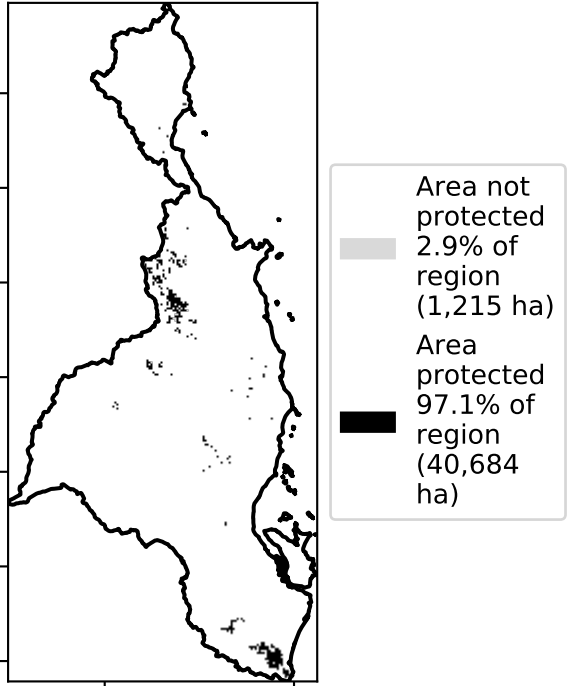 Area not
protected
2.9% of
region
(1,215 ha)
Area
protected
97.1% of
region
(40,684
ha)